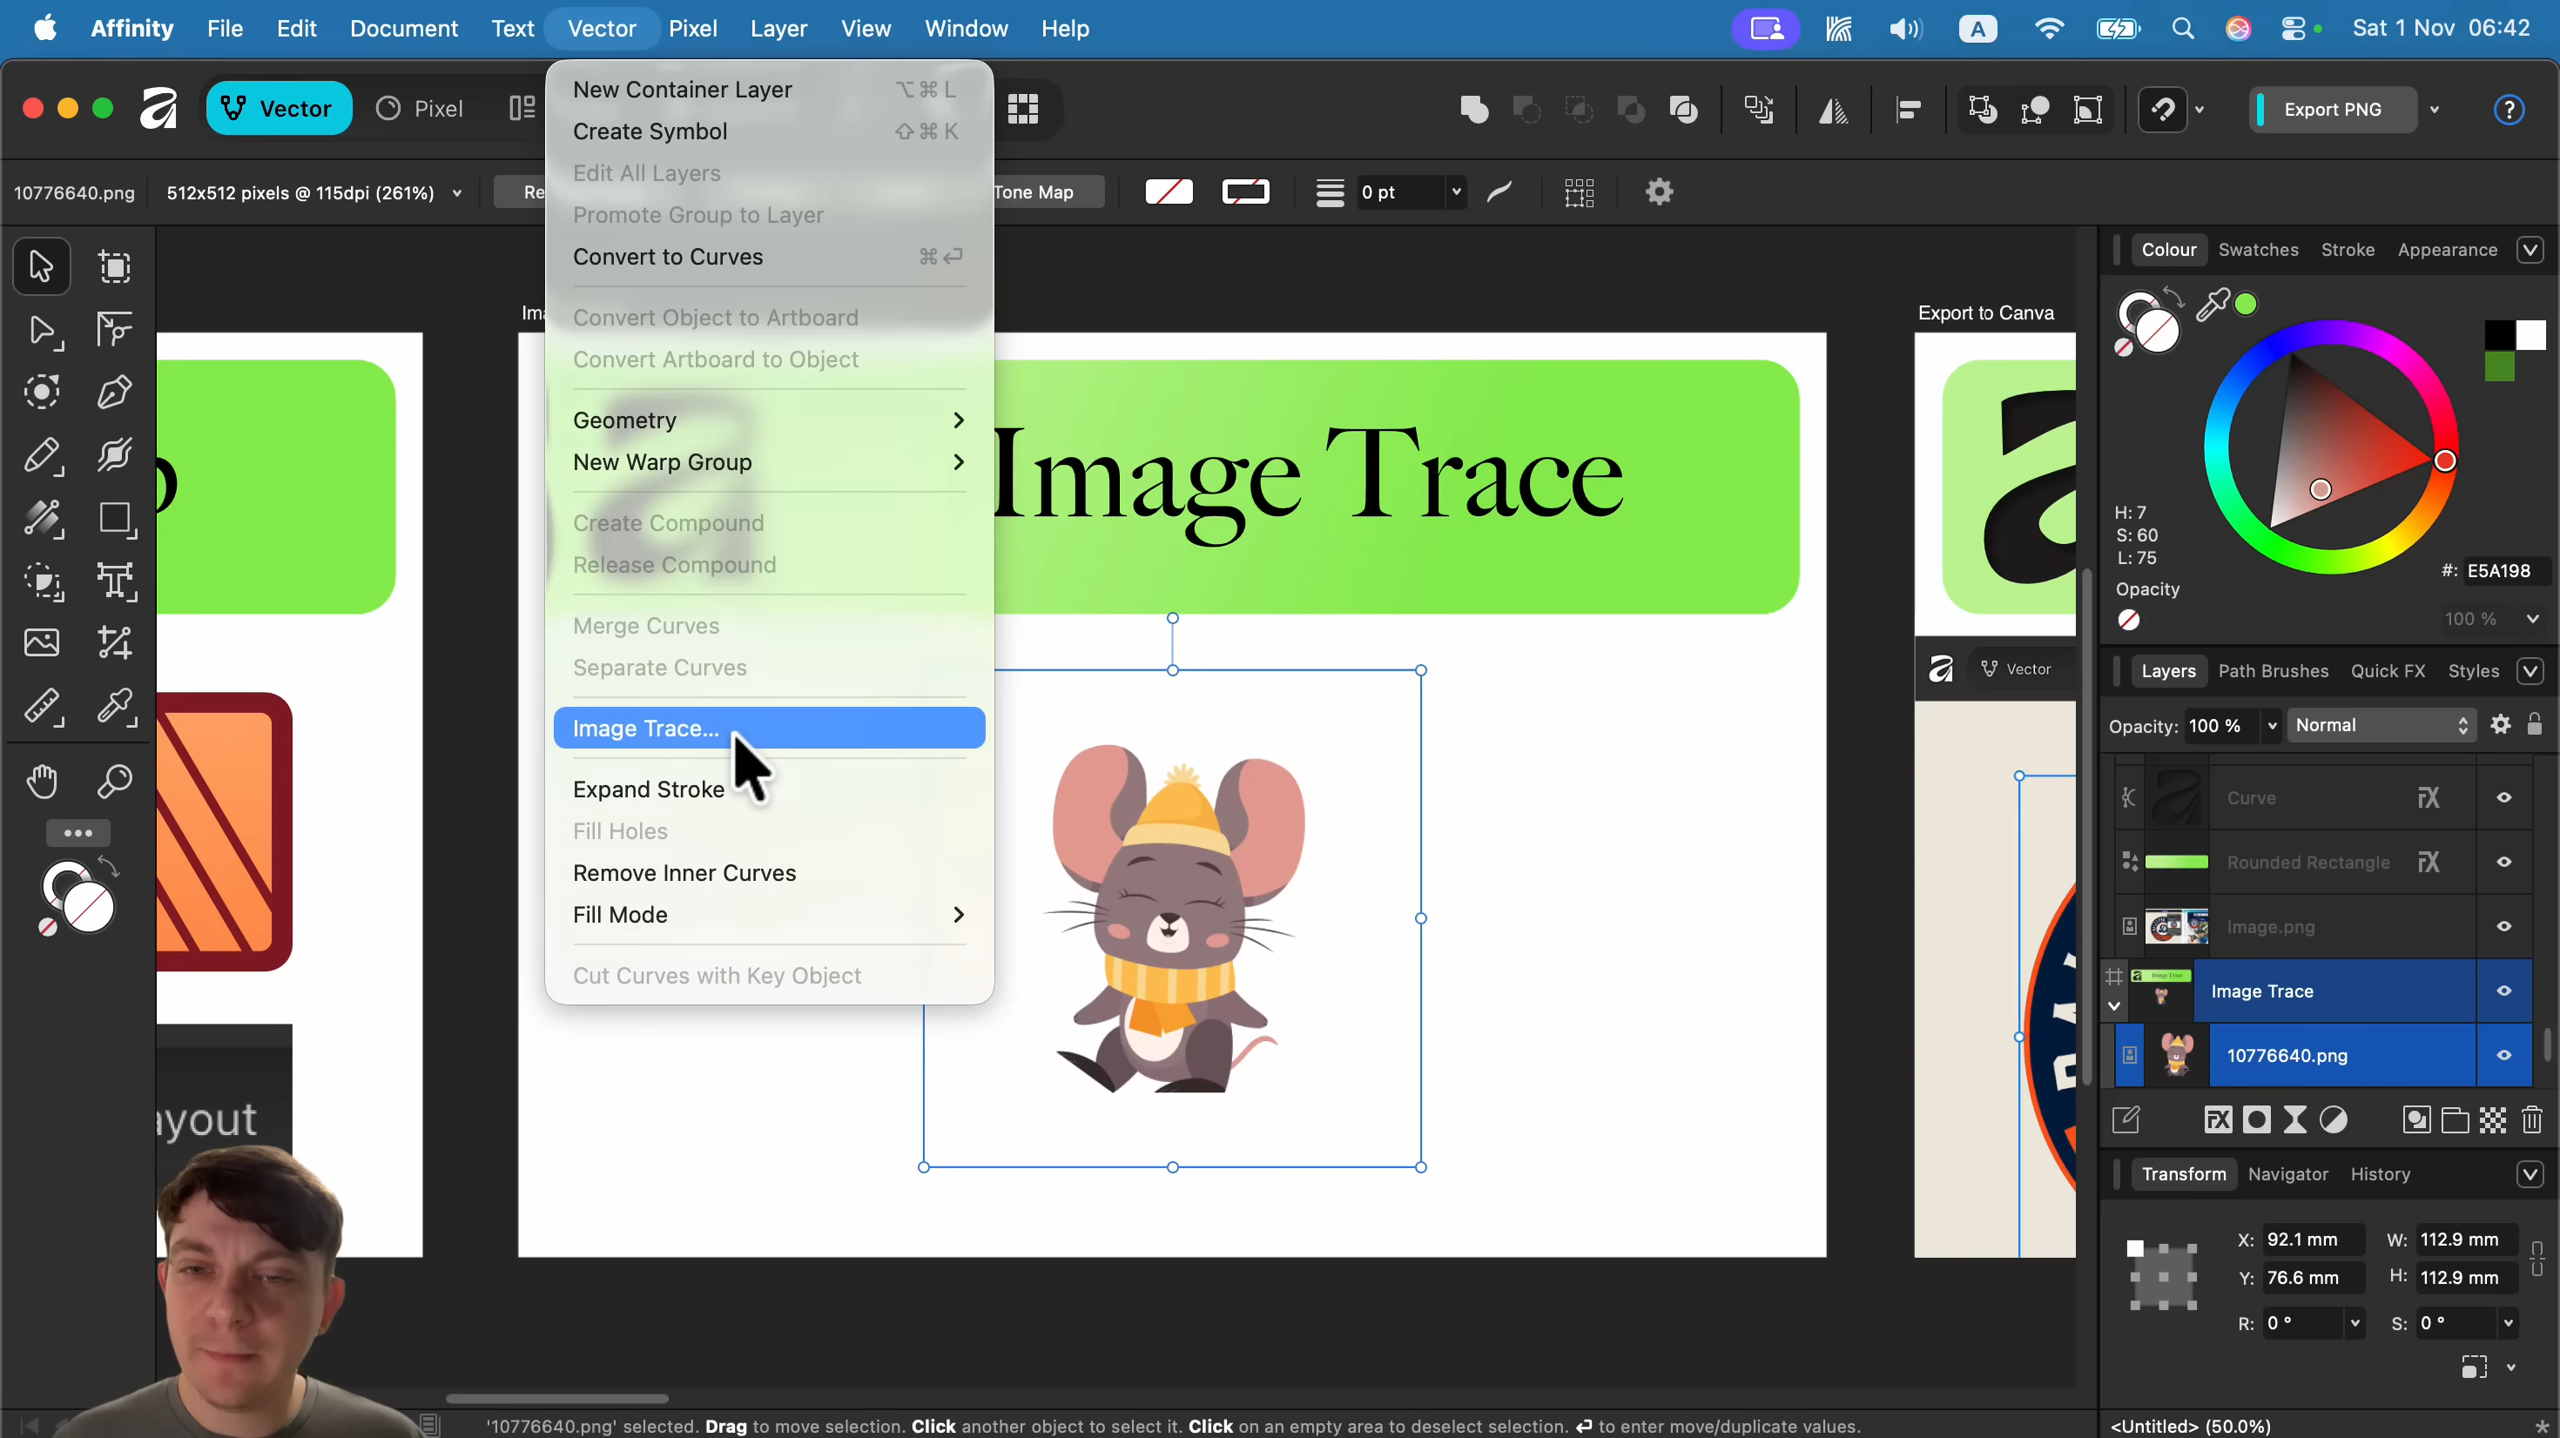 Affinity File Edit Document Text Vector Pixel Layer View Window Help
A
Sat 1 Nov 06:42
Vector
Pixel
Export PNG
?
10776640.png
512x512 pixels @ 115dpi (261%)
Re
Tone Map
0 pt
New Container Layer ⌥⌘L
Create Symbol ⇧⌘K
Edit All Layers
Promote Group to Layer
Convert to Curves ⌘↩
Convert Object to Artboard
Convert Artboard to Object
Geometry
New Warp Group
Create Compound
Release Compound
Merge Curves
Separate Curves
Image Trace...
Expand Stroke
Fill Holes
Remove Inner Curves
Fill Mode
Cut Curves with Key Object
Ima
Image Trace
Export to Canva
a
Vector
p
ayout
Colour Swatches Stroke Appearance
H: 7
S: 60
L: 75
#: E5A198
Opacity
100 %
Layers Path Brushes Quick FX Styles
Opacity: 100 % Normal
Curve FX
Rounded Rectangle FX
Image.png
Image Trace
10776640.png
FX
Transform Navigator History
X: 92.1 mm W: 112.9 mm
Y: 76.6 mm H: 112.9 mm
R: 0 ° S: 0 °
'10776640.png' selected. Drag to move selection. Click another object to select it. Click on an empty area to deselect selection. ↩ to enter move/duplicate values.
<Untitled> (50.0%) *